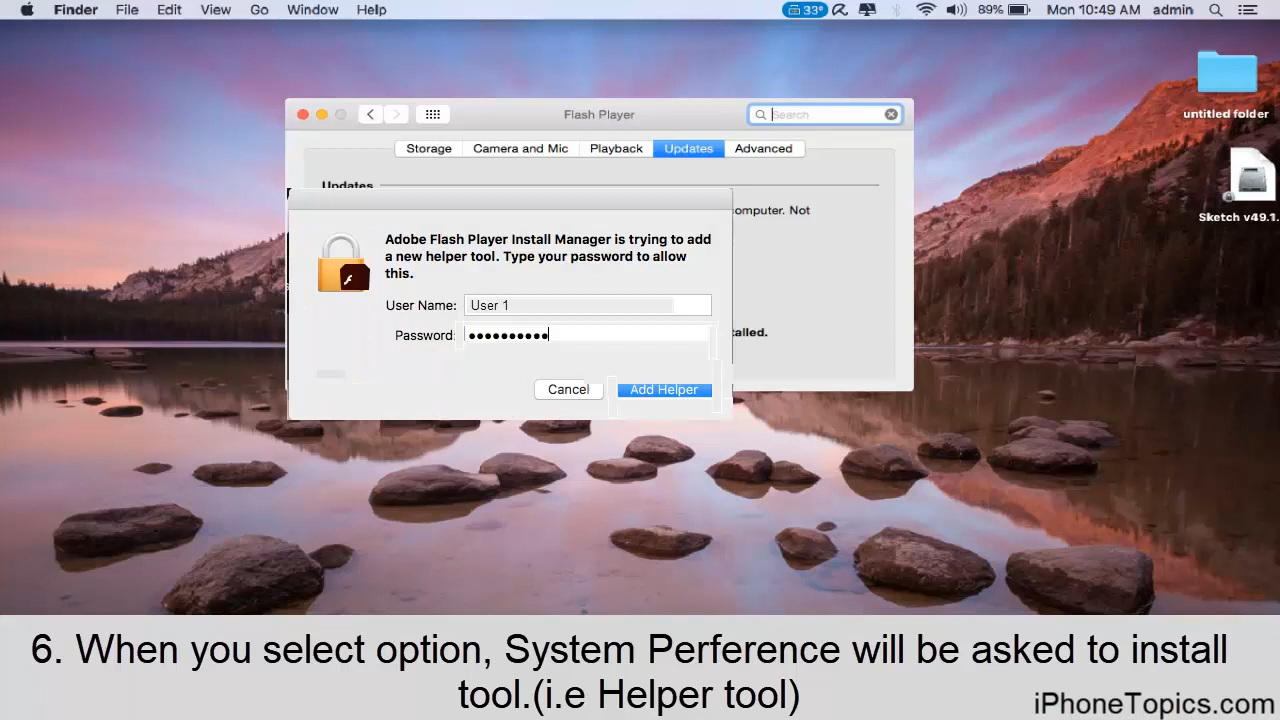 Finder File Edit View Go Window Help 33° 89% Mon 10:49 AM admin
Flash Player
Search
untitled folder
Storage Camera and Mic Playback Updates Advanced
Updates
computer. Not
Sketch v49.1.
Adobe Flash Player Install Manager is trying to add
a new helper tool. Type your password to allow
this.
User Name: User 1
Password: ●●●●●●●●●●
alled.
Cancel Add Helper
6. When you select option, System Perference will be asked to install
tool.(i.e Helper tool)
iPhoneTopics.com